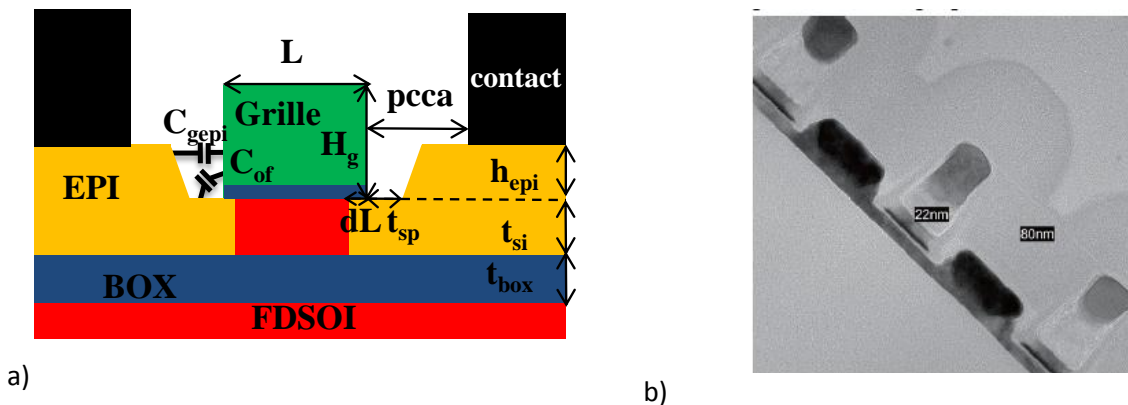 L
contact
pcca
Grille
C_gepi
H_g
C_of
h_epi
EPI
dL
t_sp
t_si
BOX
t_box
FDSOI
a)
22nm
80nm
b)